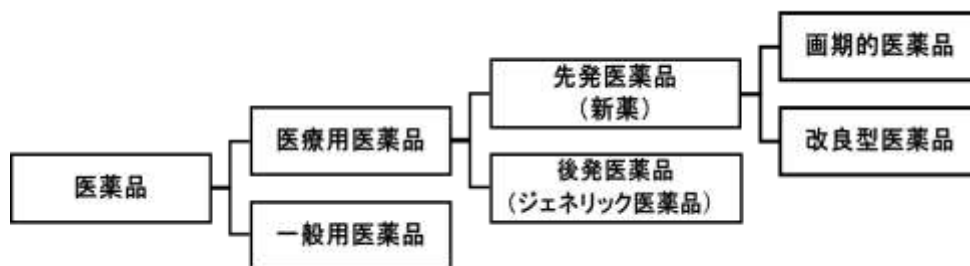 医薬品
医療用医薬品
一般用医薬品
先発医薬品
(新薬)
後発医薬品
(ジェネリック医薬品)
画期的医薬品
改良型医薬品